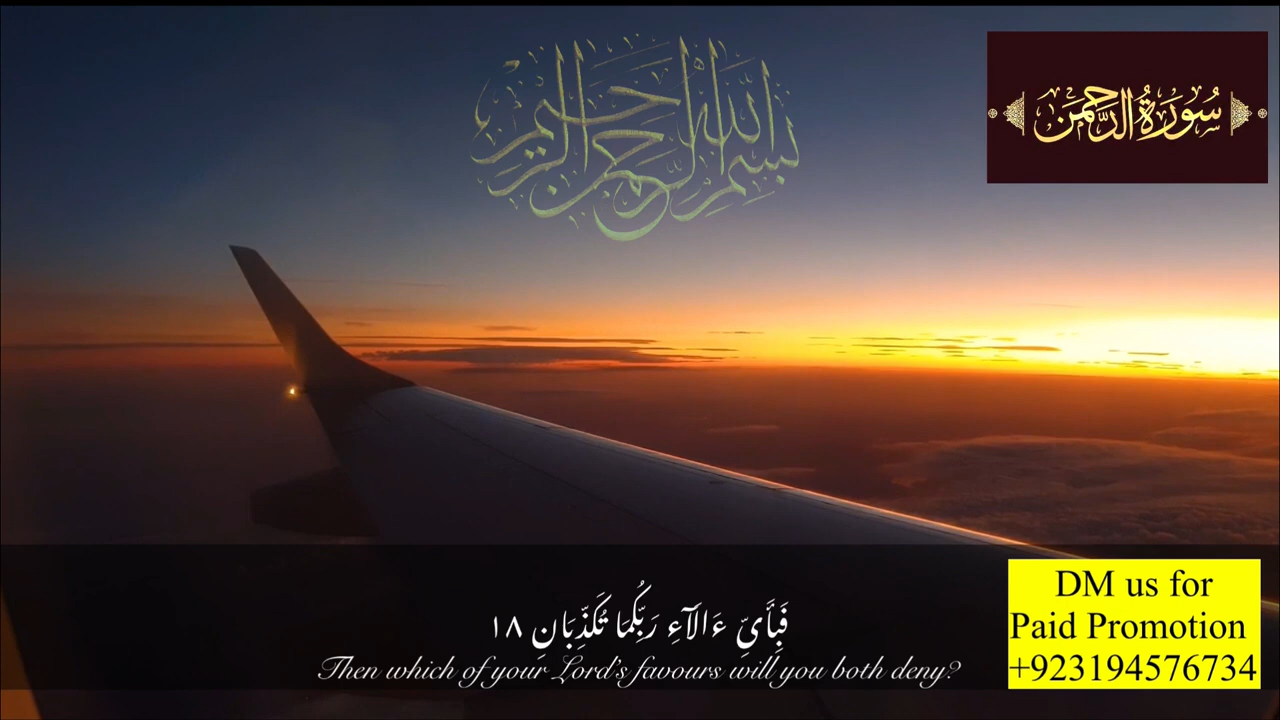 بسم الله الرحمن الرحيم
سُورَةُ الرَّحْمَن
فَبِأَيِّ ءَالَآءِ رَبِّكُمَا تُكَذِّبَانِ ١٨
Then which of your Lord's favours will you both deny?
DM us for
Paid Promotion
+923194576734